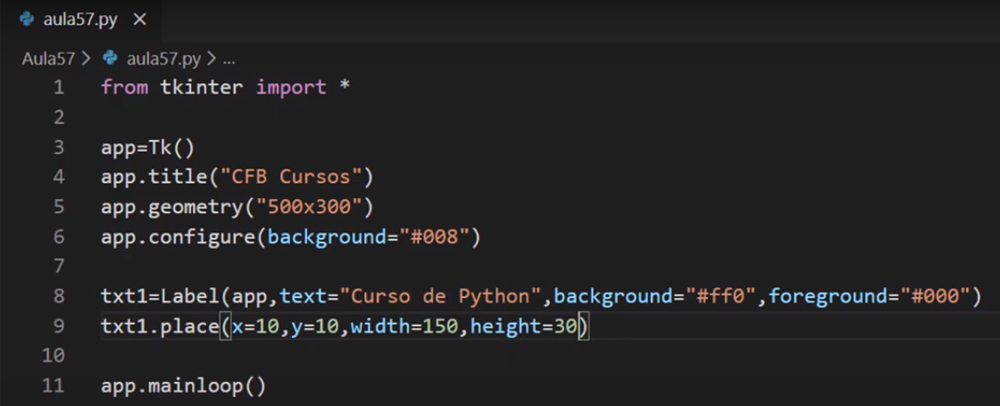 aula57.py
Aula57 > aula57.py > ...
1 from tkinter import *
2
3 app=Tk()
4 app.title("CFB Cursos")
5 app.geometry("500x300")
6 app.configure(background="#008")
7
8 txt1=Label(app,text="Curso de Python",background="#ff0",foreground="#000")
9 txt1.place(x=10,y=10,width=150,height=30)
10
11 app.mainloop()